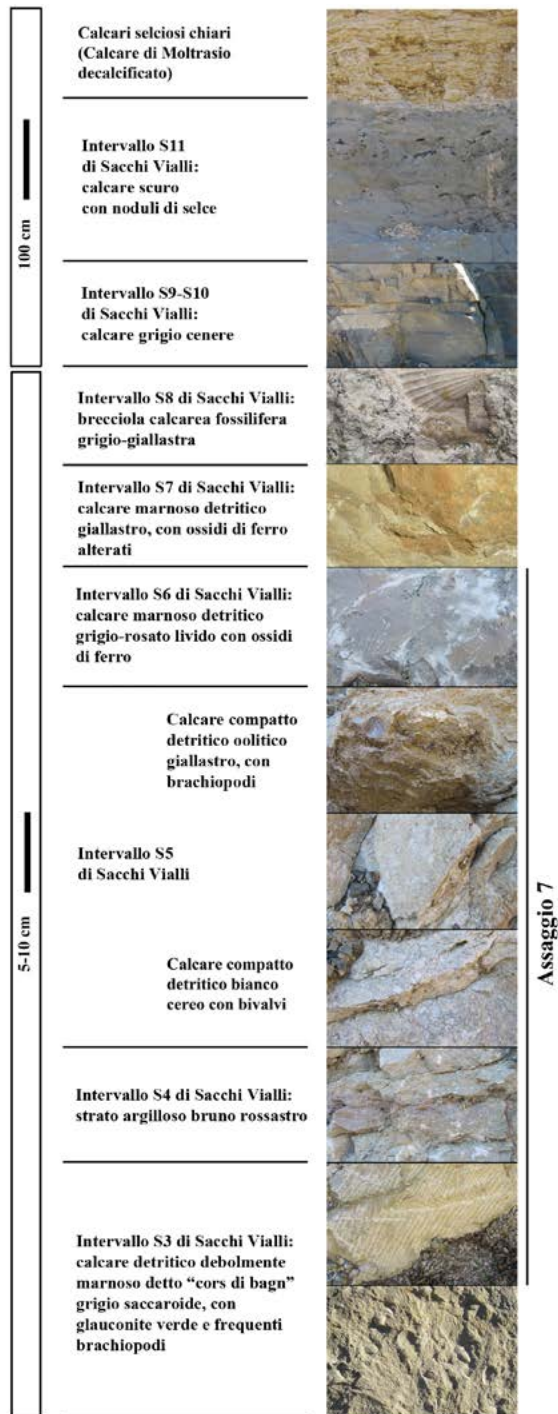 Calcari selciosi chiari
(Calcare di Moltrasio
decalcificato)
Intervallo S11
di Sacchi Vialli:
calcare scuro
con noduli di selce
100 cm
Intervallo S9-S10
di Sacchi Vialli:
calcare grigio cenere
Intervallo S8 di Sacchi Vialli:
brecciola calcarea fossilifera
grigio-giallastra
Intervallo S7 di Sacchi Vialli:
calcare marnoso detritico
giallastro, con ossidi di ferro
alterati
Intervallo S6 di Sacchi Vialli:
calcare marnoso detritico
grigio-rosato livido con ossidi
di ferro
Calcare compatto
detritico oolitico
giallastro, con
brachiopodi
Intervallo S5
di Sacchi Vialli
5-10 cm
Assaggio 7
Calcare compatto
detritico bianco
cereo con bivalvi
Intervallo S4 di Sacchi Vialli:
strato argilloso bruno rossastro
Intervallo S3 di Sacchi Vialli:
calcare detritico debolmente
marnoso detto “cors di bagn”
grigio saccaroide, con
glauconite verde e frequenti
brachiopodi